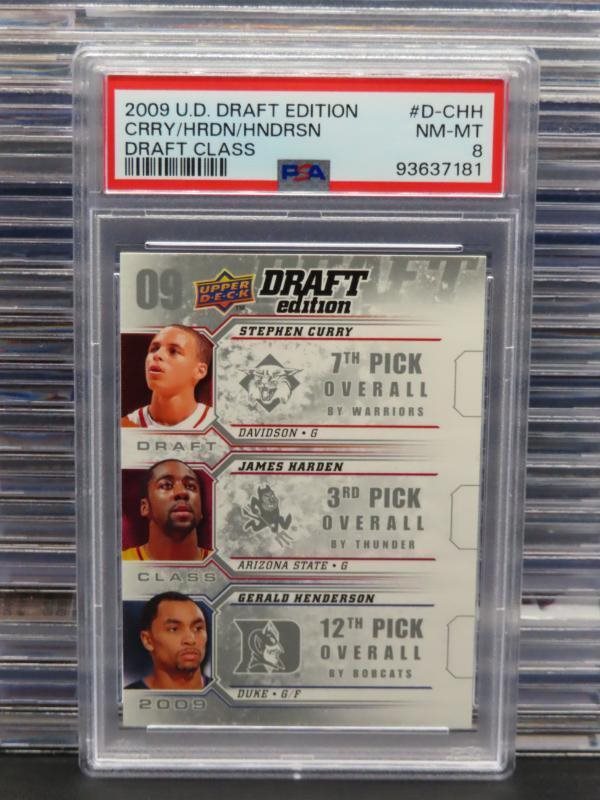 2009 U.D. DRAFT EDITION #D-CHH
CRRY/HRDN/HNDRSN NM-MT
DRAFT CLASS 8
PSA 93637181
09 UPPER DECK DRAFT edition DRAFT
STEPHEN CURRY
7TH PICK
OVERALL
BY WARRIORS
DRAFT DAVIDSON • G
JAMES HARDEN
3RD PICK
OVERALL
BY THUNDER
CLASS ARIZONA STATE • G
GERALD HENDERSON
12TH PICK
OVERALL
BY BOBCATS
2009 DUKE • G/F